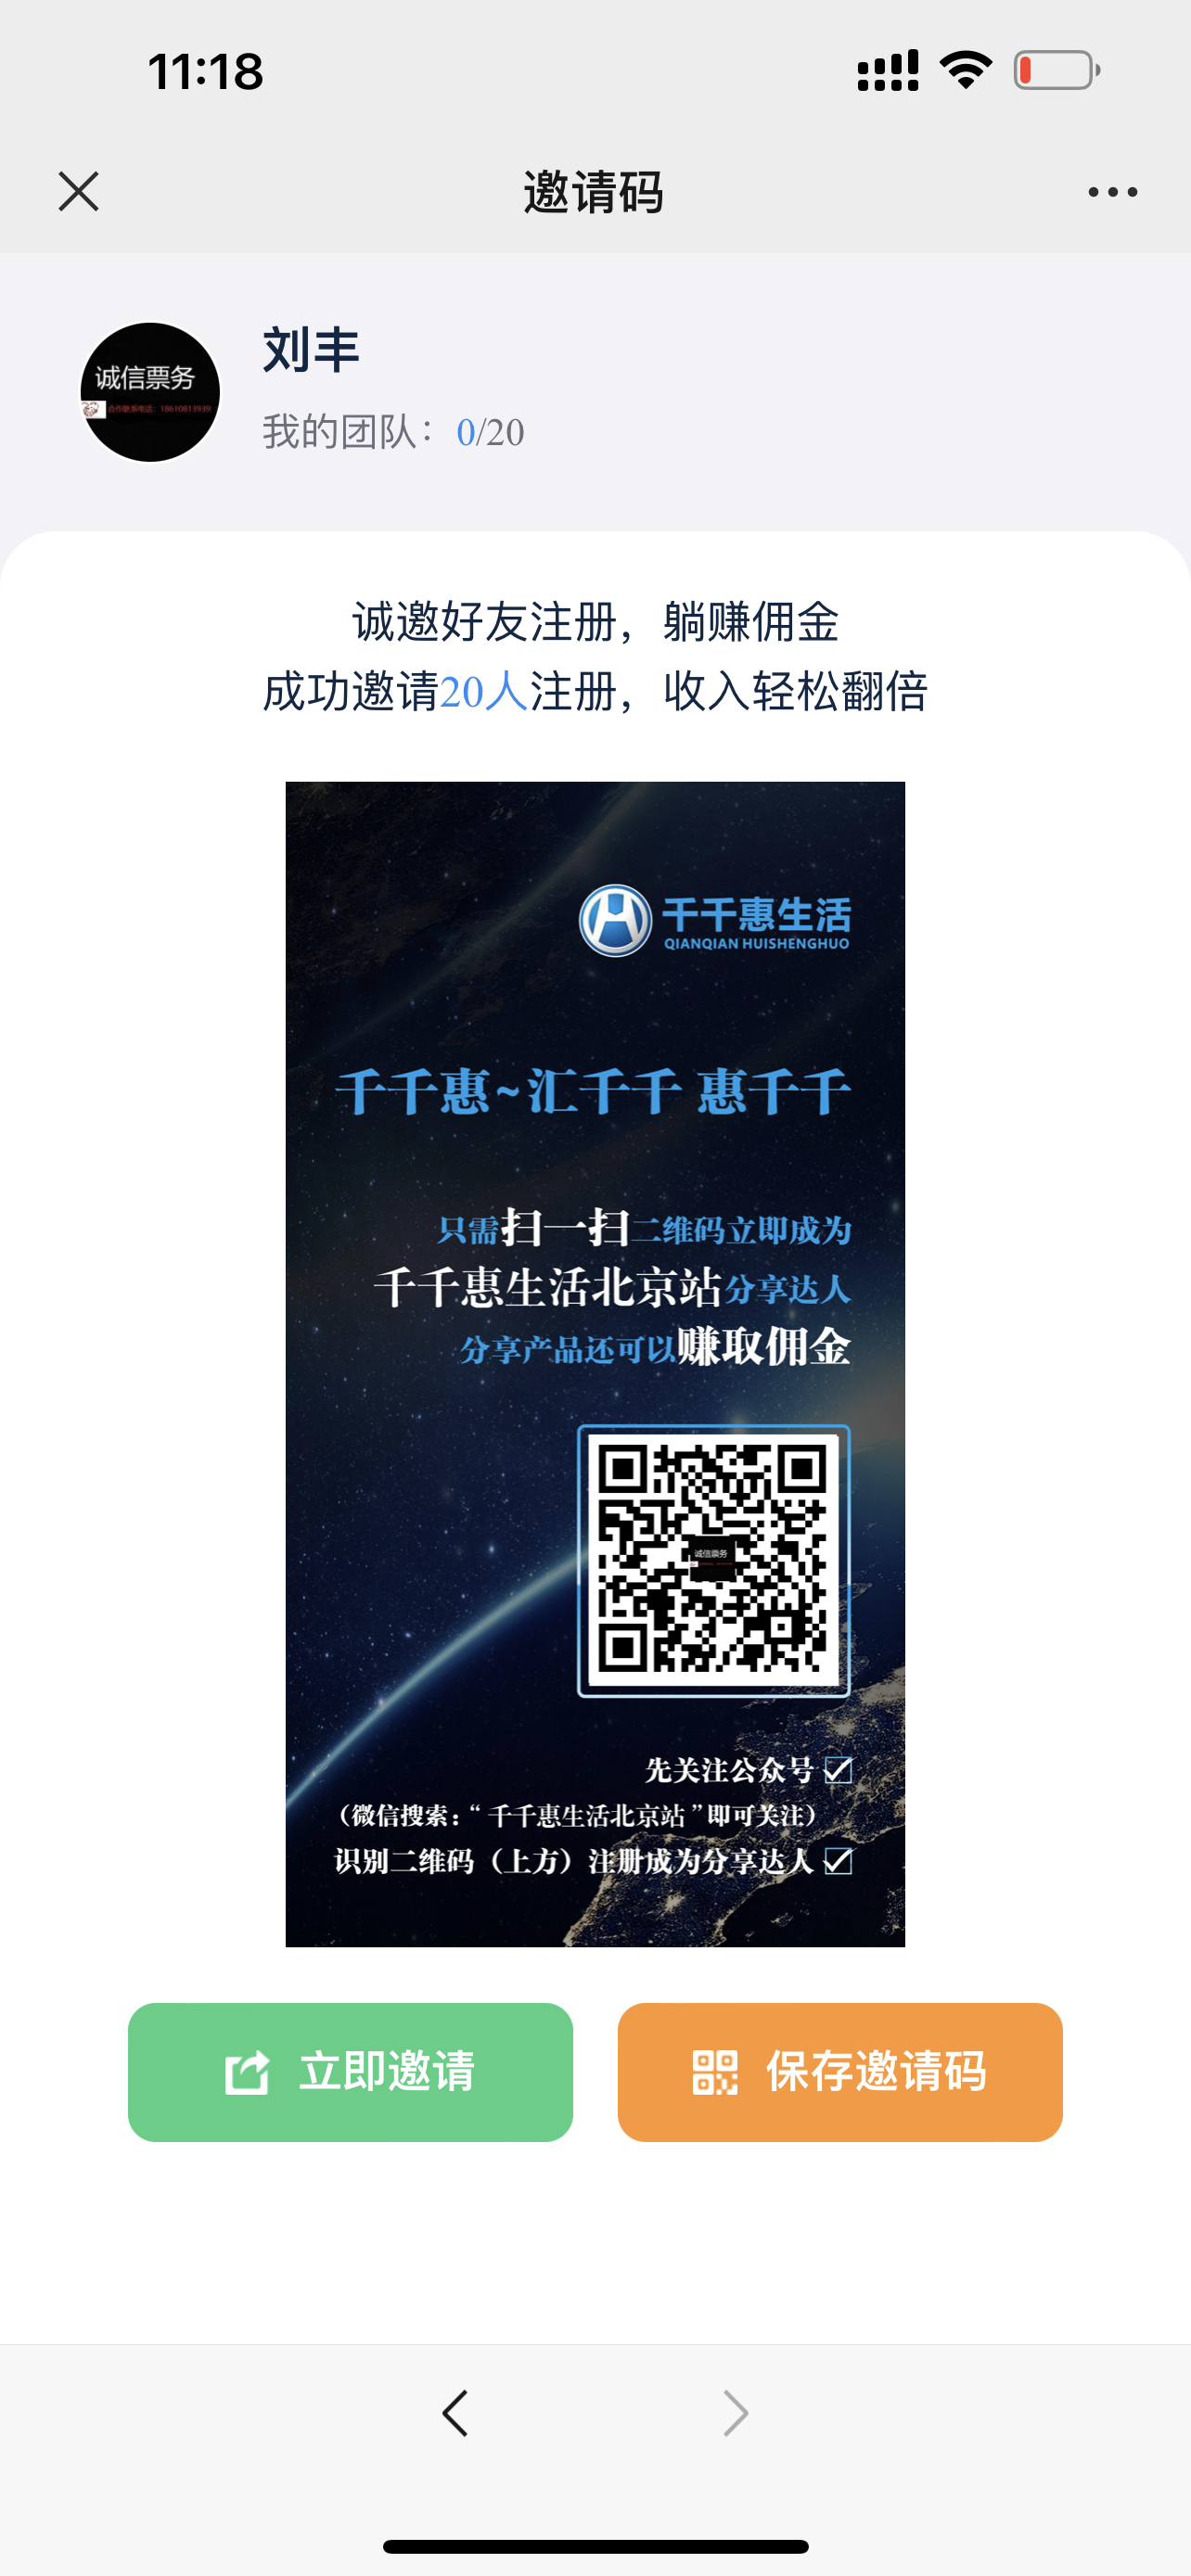 11:18
邀请码
诚信票务
合作联系电话：18610813939
刘丰
我的团队：0/20
诚邀好友注册，躺赚佣金
成功邀请20人注册，收入轻松翻倍
千千惠生活
QIANQIAN HUISHENGHUO
千千惠~汇千千 惠千千
只需扫一扫二维码立即成为
千千惠生活北京站分享达人
分享产品还可以赚取佣金
诚信票务
先关注公众号
（微信搜索：“千千惠生活北京站”即可关注）
识别二维码（上方）注册成为分享达人
立即邀请
保存邀请码